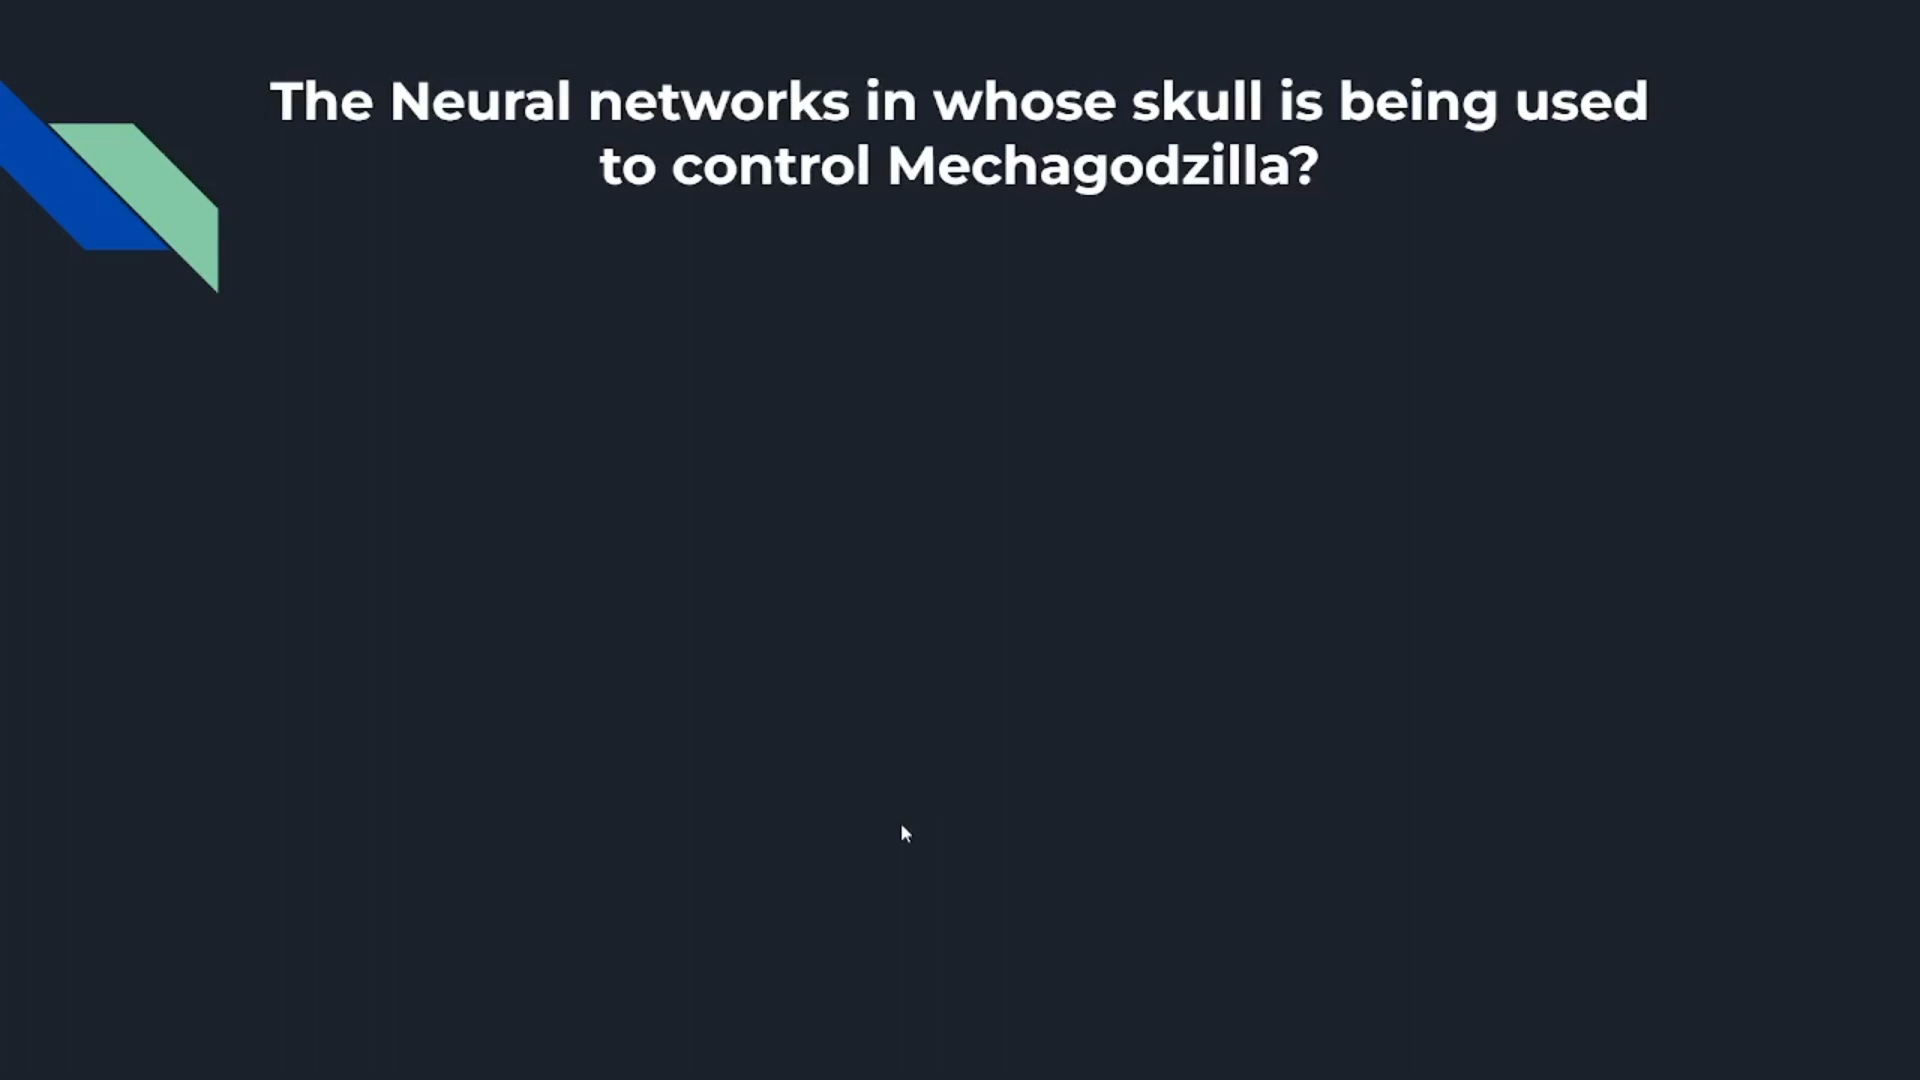 The Neural networks in whose skull is being used
to control Mechagodzilla?